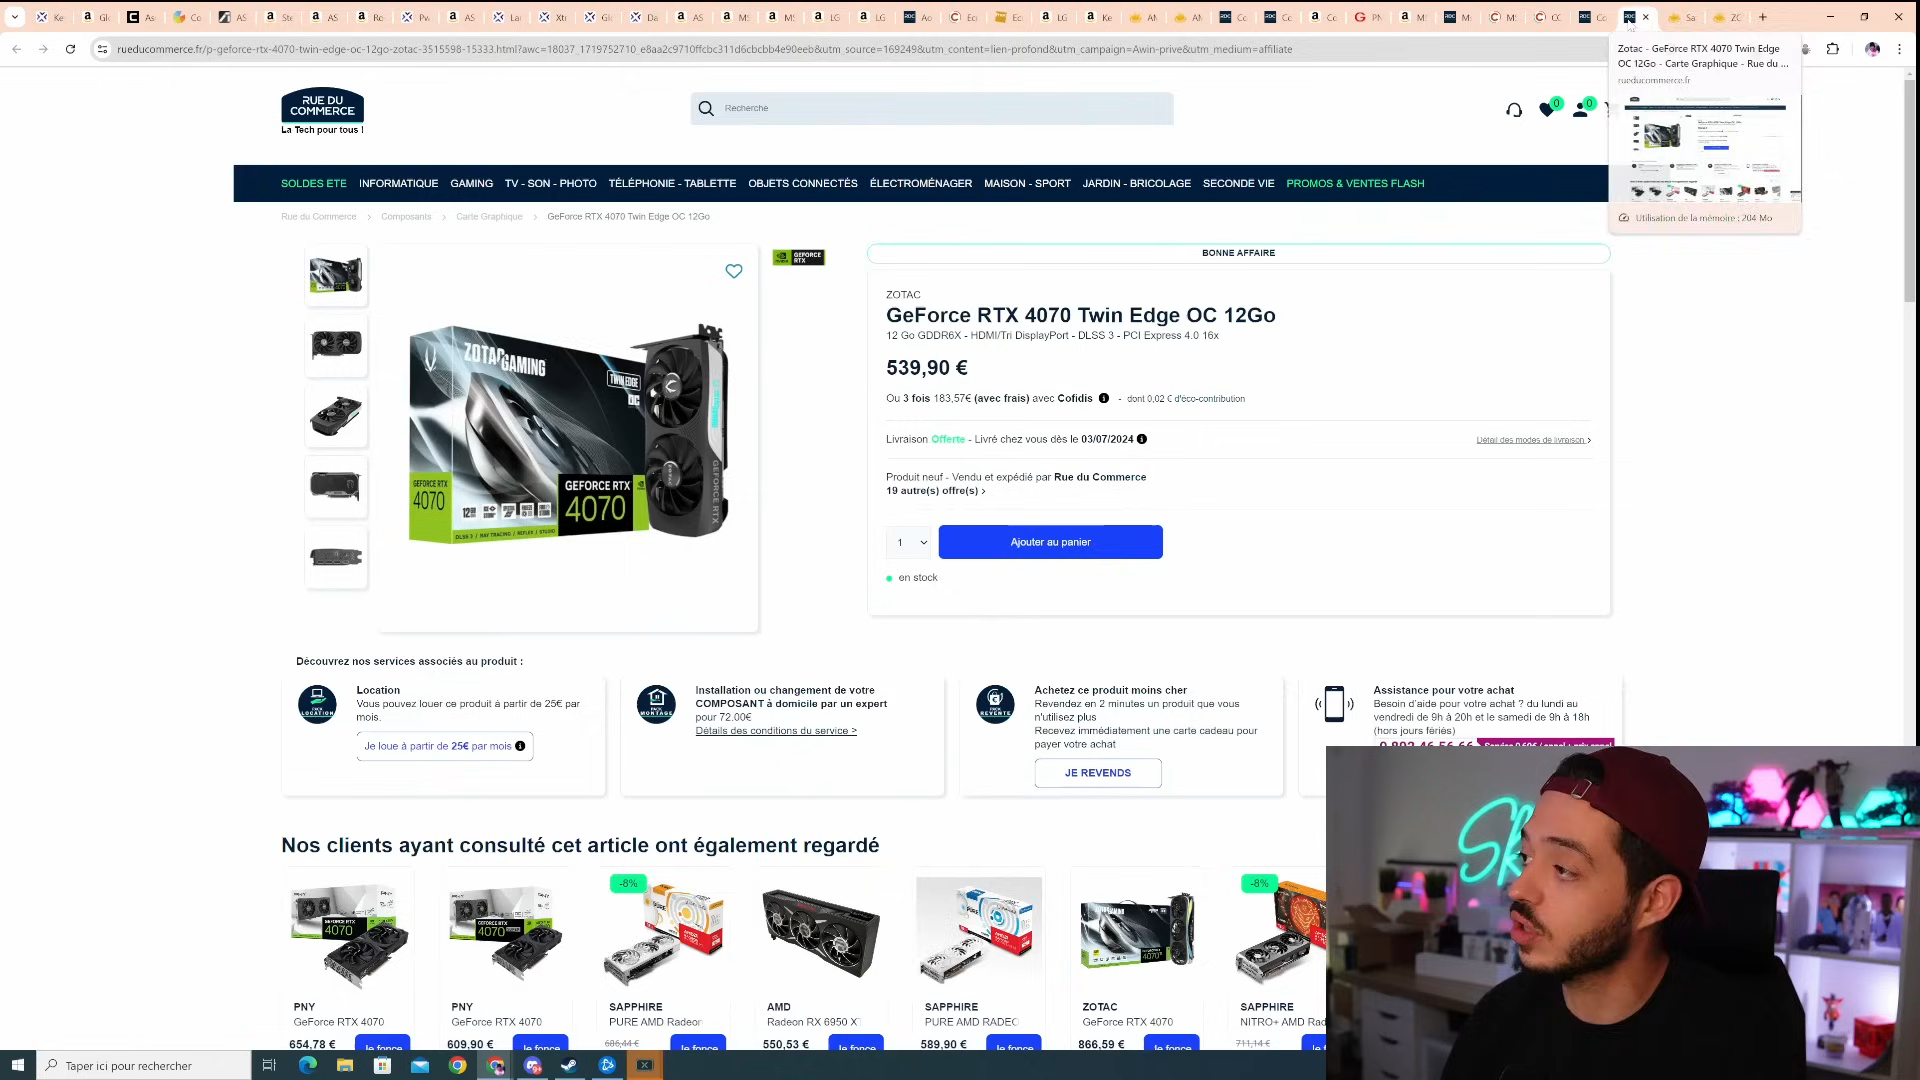 rueducommerce.fr/p-geforce-rtx-4070-twin-edge-oc-12go-zotac-3515598-15333.html?awc=18037_1719752710_e8aa2c9710ffcbc311d6cbcbb4e90eeb&utm_source=169249&utm_content=lien-profond&utm_campaign=Awin-prive&utm_medium=affiliate
Zotac - GeForce RTX 4070 Twin Edge
OC 12Go - Carte Graphique - Rue du ...
rueducommerce.fr
Utilisation de la mémoire : 204 Mo
RUE DU
COMMERCE
La Tech pour tous !
Recherche
0
0
SOLDES ETE INFORMATIQUE GAMING TV - SON - PHOTO TÉLÉPHONIE - TABLETTE OBJETS CONNECTÉS ÉLECTROMÉNAGER MAISON - SPORT JARDIN - BRICOLAGE SECONDE VIE PROMOS & VENTES FLASH
Rue du Commerce > Composants > Carte Graphique > GeForce RTX 4070 Twin Edge OC 12Go
GEFORCE
RTX
ZOTAC GAMING
TWIN EDGE
OC
GEFORCE RTX
4070
GEFORCE RTX
4070
DLSS 3 / RAY TRACING / REFLEX / STUDIO
GEFORCE RTX
BONNE AFFAIRE
ZOTAC
GeForce RTX 4070 Twin Edge OC 12Go
12 Go GDDR6X - HDMI/Tri DisplayPort - DLSS 3 - PCI Express 4.0 16x
539,90 €
Ou 3 fois 183,57€ (avec frais) avec Cofidis - dont 0,02 € d'éco-contribution
Livraison Offerte - Livré chez vous dès le 03/07/2024
Détail des modes de livraison >
Produit neuf - Vendu et expédié par Rue du Commerce
19 autre(s) offre(s) >
1
Ajouter au panier
en stock
Découvrez nos services associés au produit :
PACK
LOCATION
Location
Vous pouvez louer ce produit à partir de 25€ par
mois.
Je loue à partir de 25€ par mois
PACK
MONTAGE
Installation ou changement de votre
COMPOSANT à domicile par un expert
pour 72.00€
Détails des conditions du service >
PACK
REVENTE
Achetez ce produit moins cher
Revendez en 2 minutes un produit que vous
n'utilisez plus
Recevez immédiatement une carte cadeau pour
payer votre achat
JE REVENDS
Assistance pour votre achat
Besoin d'aide pour votre achat ? du lundi au
vendredi de 9h à 20h et le samedi de 9h à 18h
(hors jours fériés)
Nos clients ayant consulté cet article ont également regardé
-8%
-8%
PNY
GeForce RTX 4070
654,78 €
Je fonce
PNY
GeForce RTX 4070
609,90 €
Je fonce
SAPPHIRE
PURE AMD Radeon
686,44 €
Je fonce
AMD
Radeon RX 6950 X
550,53 €
Je fonce
SAPPHIRE
PURE AMD RADEO
589,90 €
Je fonce
ZOTAC
GeForce RTX 4070
866,59 €
Je fonce
SAPPHIRE
NITRO+ AMD Rad
711,14 €
Je f
Sk
Taper ici pour rechercher